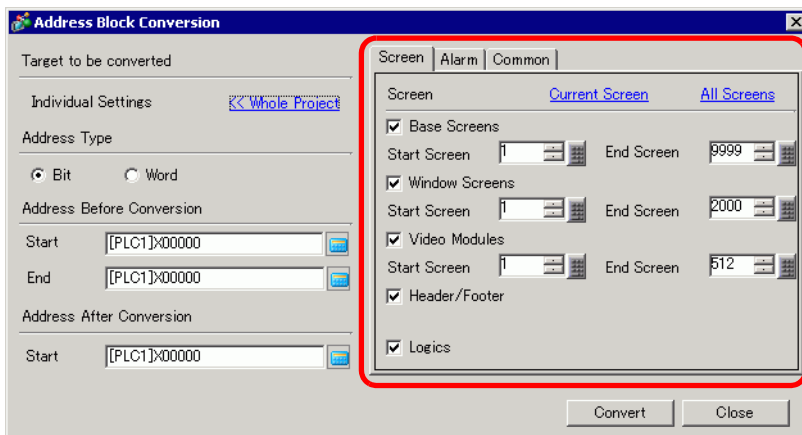 Address Block Conversion
Target to be converted
Individual Settings << Whole Project
Address Type
Bit Word
Address Before Conversion
Start [PLC1]X00000
End [PLC1]X00000
Address After Conversion
Start [PLC1]X00000
Screen Alarm Common
Screen Current Screen All Screens
Base Screens
Start Screen 1 End Screen 9999
Window Screens
Start Screen 1 End Screen 2000
Video Modules
Start Screen 1 End Screen 512
Header/Footer
Logics
Convert Close